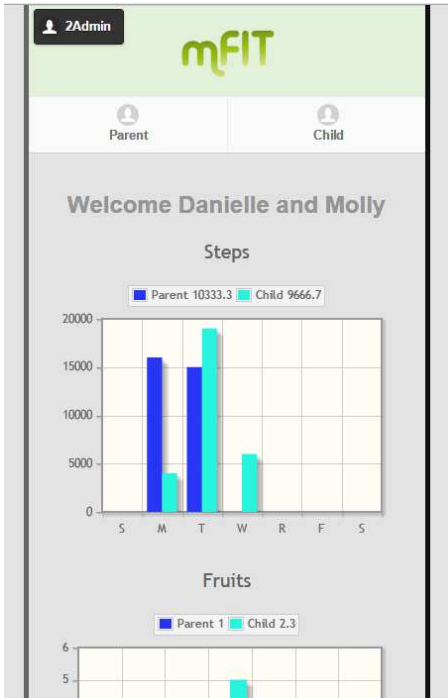 2Admin
mFIT
Parent Child
Welcome Danielle and Molly
Steps
Parent 10333.3 Child 9666.7
20000
15000
10000
5000
0
S M T W R F S
Fruits
Parent 1 Child 2.3
6
5